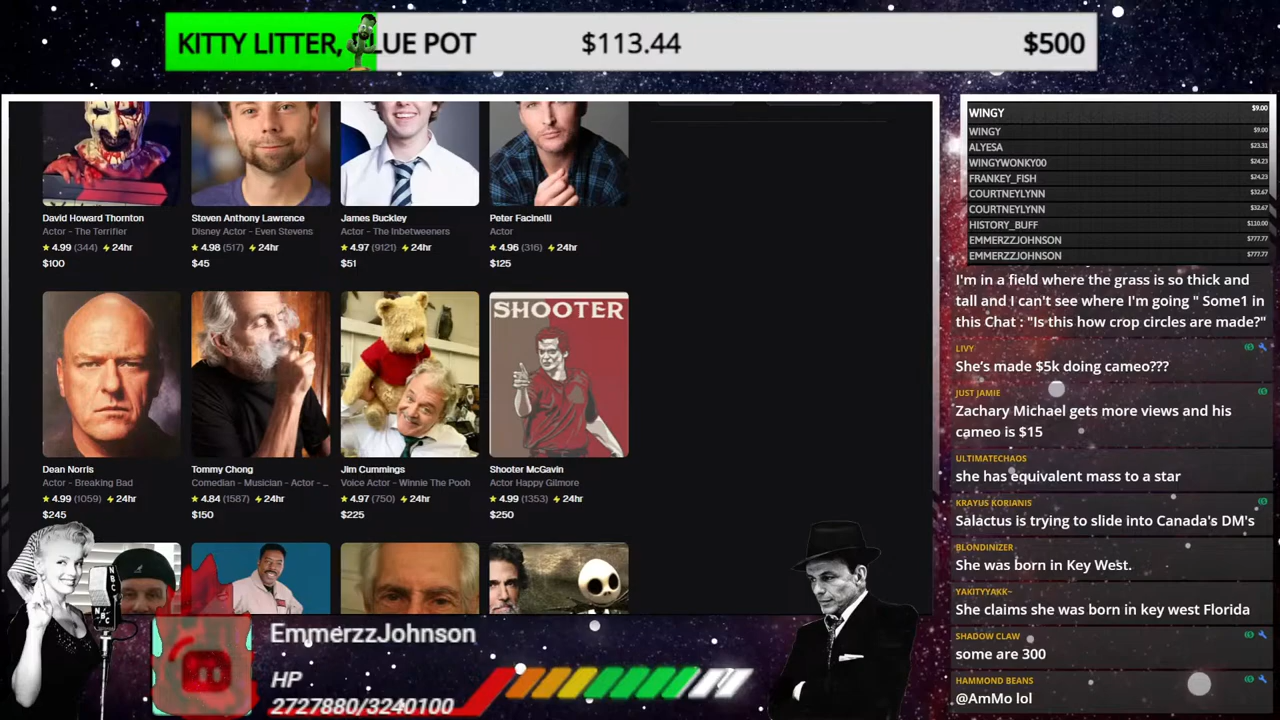 KITTY LITTER, LUE POT $113.44 $500
David Howard Thornton
Actor - The Terrifier
4.99 (344) 24hr
$100
Steven Anthony Lawrence
Disney Actor - Even Stevens
4.98 (517) 24hr
$45
James Buckley
Actor - The Inbetweeners
4.97 (9121) 24hr
$51
Peter Facinelli
Actor
4.96 (316) 24hr
$125
SHOOTER
Dean Norris
Actor - Breaking Bad
4.99 (1059) 24hr
$245
Tommy Chong
Comedian - Musician - Actor - ...
4.84 (1587) 24hr
$150
Jim Cummings
Voice Actor - Winnie The Pooh
4.97 (750) 24hr
$225
Shooter McGavin
Actor Happy Gilmore
4.99 (1353) 24hr
$250
NBC
EmmerzzJohnson
HP
2727880/3240100
WINGY $9.00
WINGY $9.00
ALYESA $23.31
WINGYWONKY00 $24.23
FRANKEY_FISH $24.23
COURTNEYLYNN $32.67
COURTNEYLYNN $32.67
HISTORY_BUFF $110.00
EMMERZZJOHNSON $777.77
EMMERZZJOHNSON $777.77
I'm in a field where the grass is so thick and
tall and I can't see where I'm going " Some1 in
this Chat : "Is this how crop circles are made?"
LIVY
She's made $5k doing cameo???
JUST JAMIE
Zachary Michael gets more views and his
cameo is $15
ULTIMATECHAOS
she has equivalent mass to a star
KRAYUS KORIANIS
Salactus is trying to slide into Canada's DM's
BLONDINIZER
She was born in Key West.
YAKITYYAKK~
She claims she was born in key west Florida
SHADOW CLAW
some are 300
HAMMOND BEANS
@AmMo lol